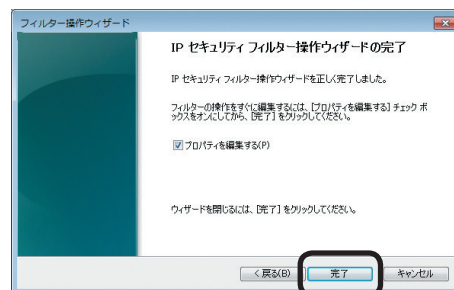 フィルター操作ウィザード
IP セキュリティ フィルター操作ウィザードの完了
IP セキュリティ フィルター操作ウィザードを正しく完了しました。
フィルターの操作をすぐに編集するには、[プロパティを編集する] チェック ボ
ックスをオンにしてから、[完了] をクリックしてください。
プロパティを編集する(P)
ウィザードを閉じるには、[完了] をクリックしてください。
< 戻る(B)
完了
キャンセル